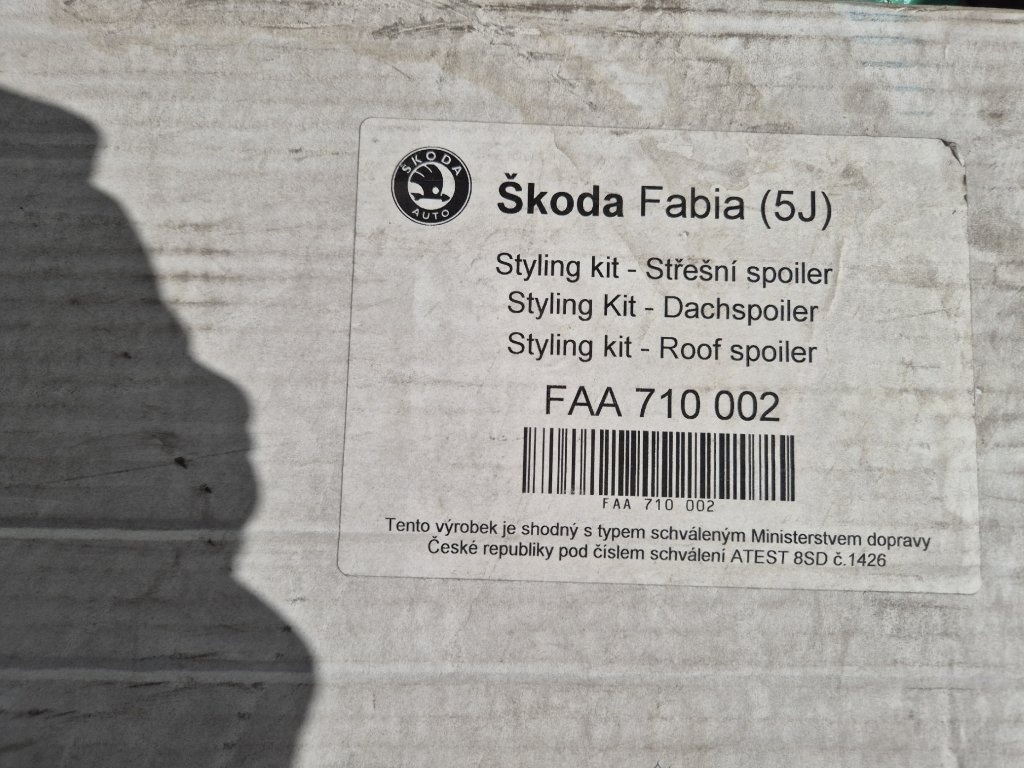 ŠKODA
AUTO
Škoda Fabia (5J)
Styling kit - Střešní spoiler
Styling Kit - Dachspoiler
Styling kit - Roof spoiler
FAA 710 002
FAA 710 002
Tento výrobek je shodný s typem schváleným Ministerstvem dopravy
České republiky pod číslem schválení ATEST 8SD č.1426